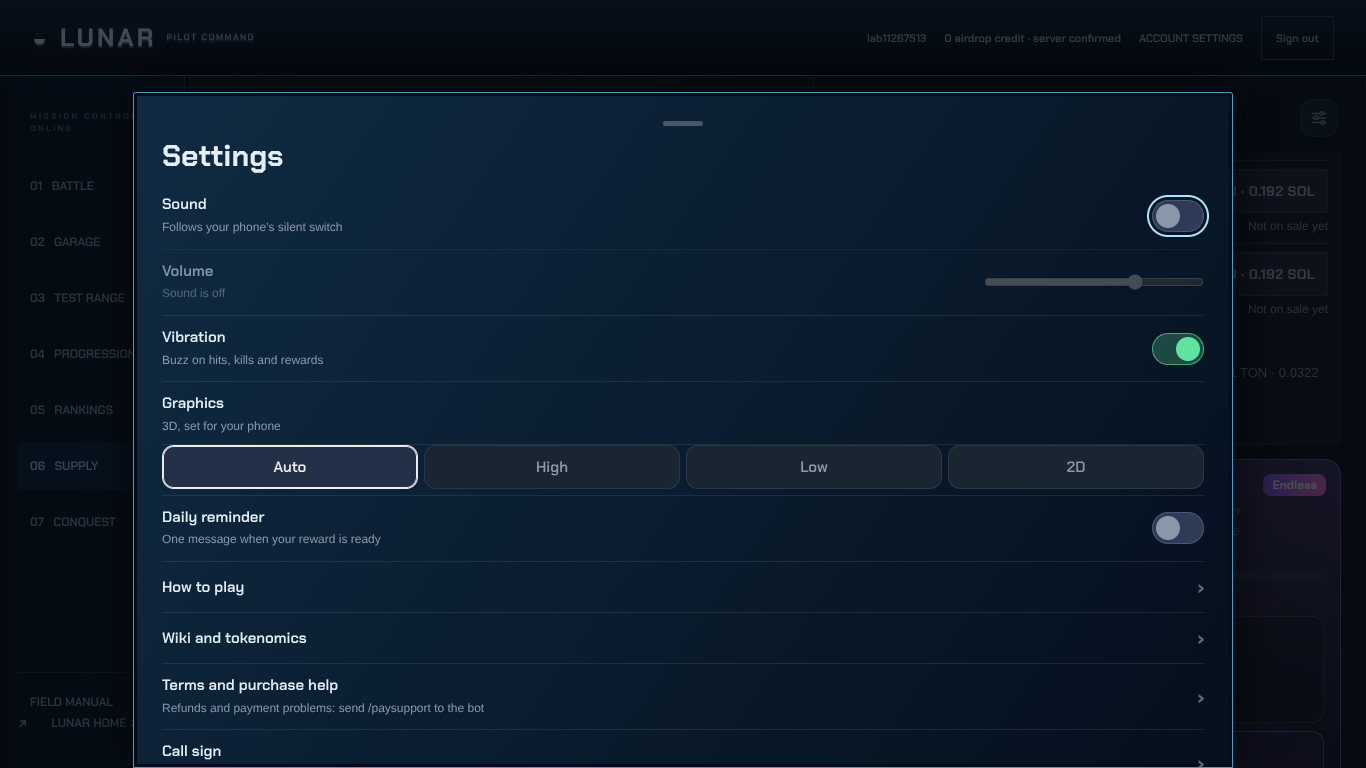 LUNAR PILOT COMMAND
lab11267513 0 airdrop credit · server confirmed ACCOUNT SETTINGS Sign out
MISSION CONTRO
ONLINE
01 BATTLE
02 GARAGE
03 TEST RANGE
04 PROGRESSION
05 RANKINGS
06 SUPPLY
07 CONQUEST
FIELD MANUAL
LUNAR HOME
Settings
Sound
Follows your phone's silent switch
Volume
Sound is off
Vibration
Buzz on hits, kills and rewards
Graphics
3D, set for your phone
Auto High Low 2D
Daily reminder
One message when your reward is ready
How to play
Wiki and tokenomics
Terms and purchase help
Refunds and payment problems: send /paysupport to the bot
Call sign
· 0.192 SOL
Not on sale yet
· 0.192 SOL
Not on sale yet
TON · 0.0322
Endless